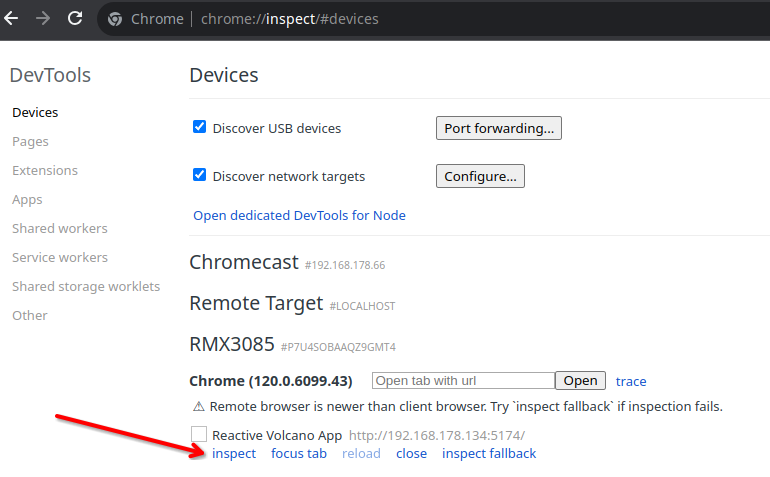 Chrome | chrome://inspect/#devices
DevTools
Devices
Pages
Extensions
Apps
Shared workers
Service workers
Shared storage worklets
Other
Devices
Discover USB devices Port forwarding...
Discover network targets Configure...
Open dedicated DevTools for Node
Chromecast #192.168.178.66
Remote Target #LOCALHOST
RMX3085 #P7U4SOBAAQZ9GMT4
Chrome (120.0.6099.43) Open tab with url Open trace
⚠ Remote browser is newer than client browser. Try `inspect fallback` if inspection fails.
Reactive Volcano App http://192.168.178.134:5174/
inspect focus tab reload close inspect fallback